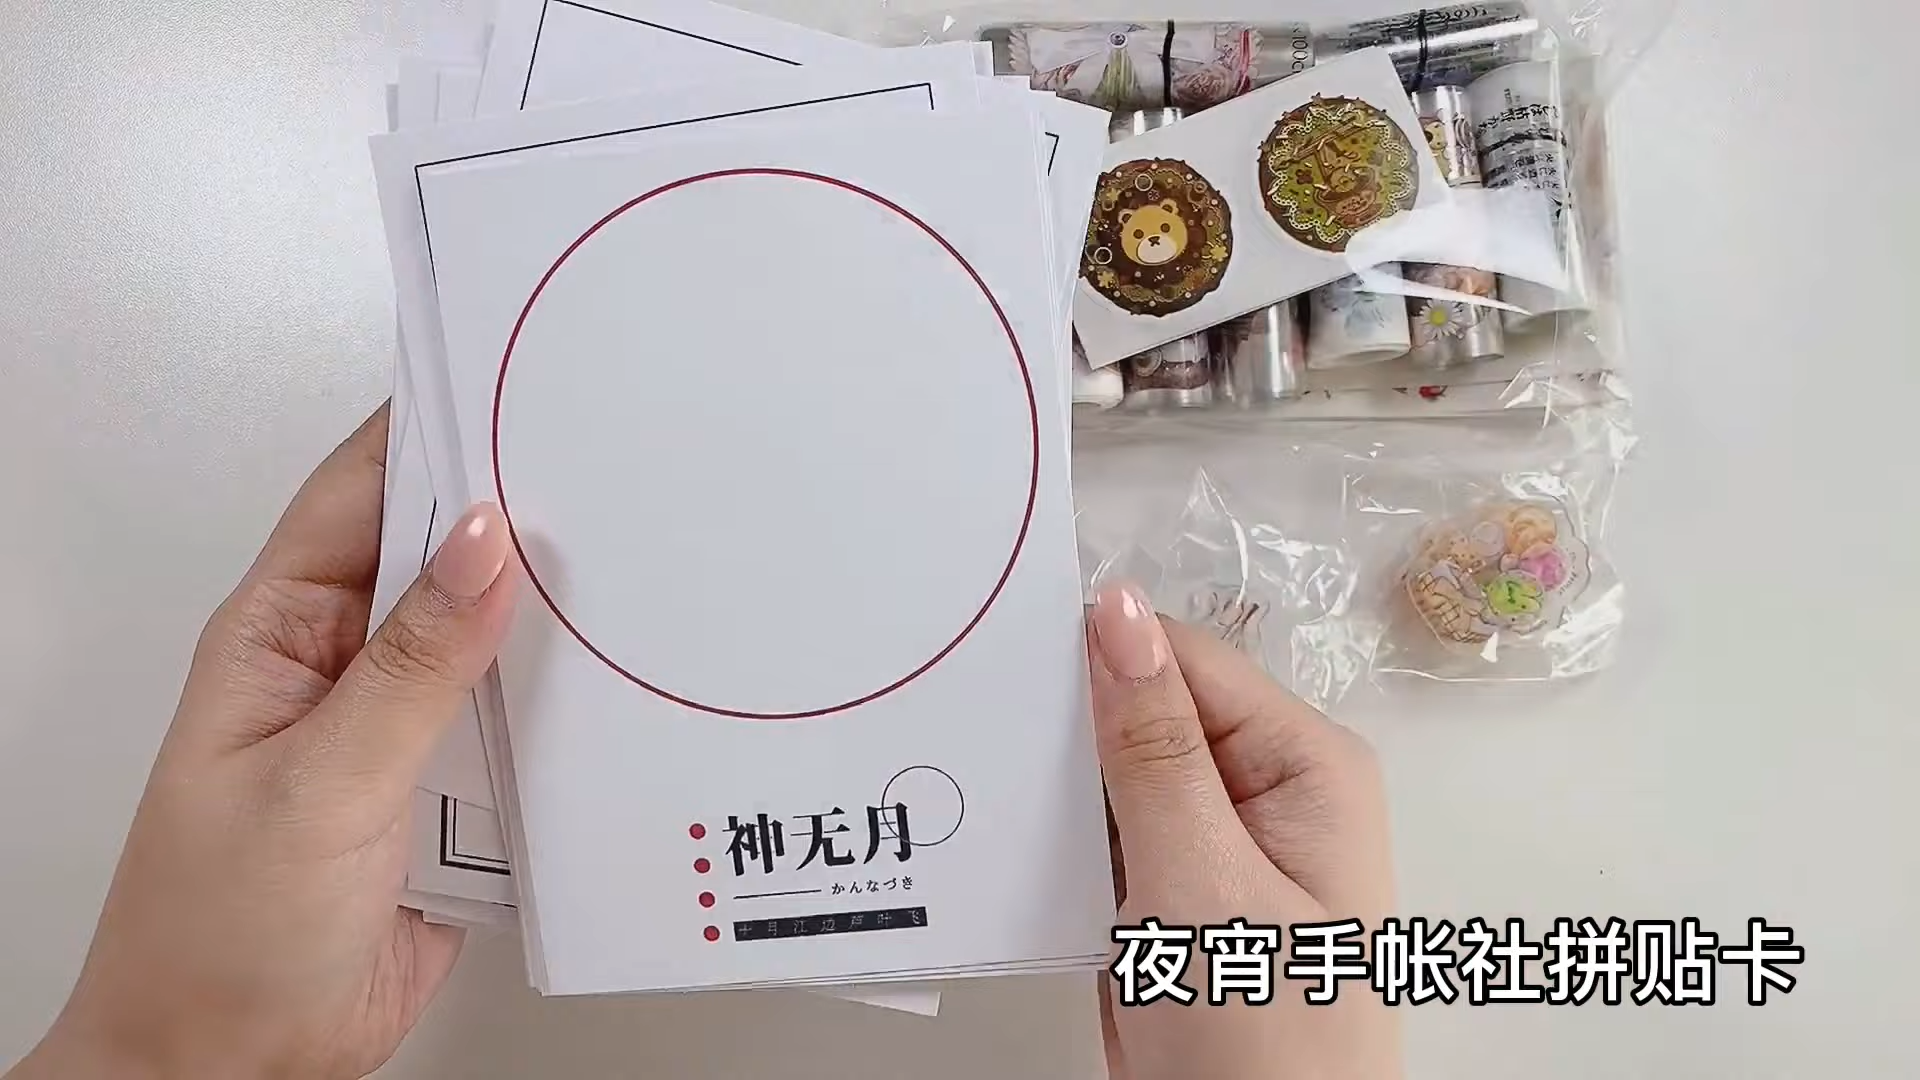 神无月
かんなづき
十月江边芦叶飞
夜宵手帐社拼贴卡